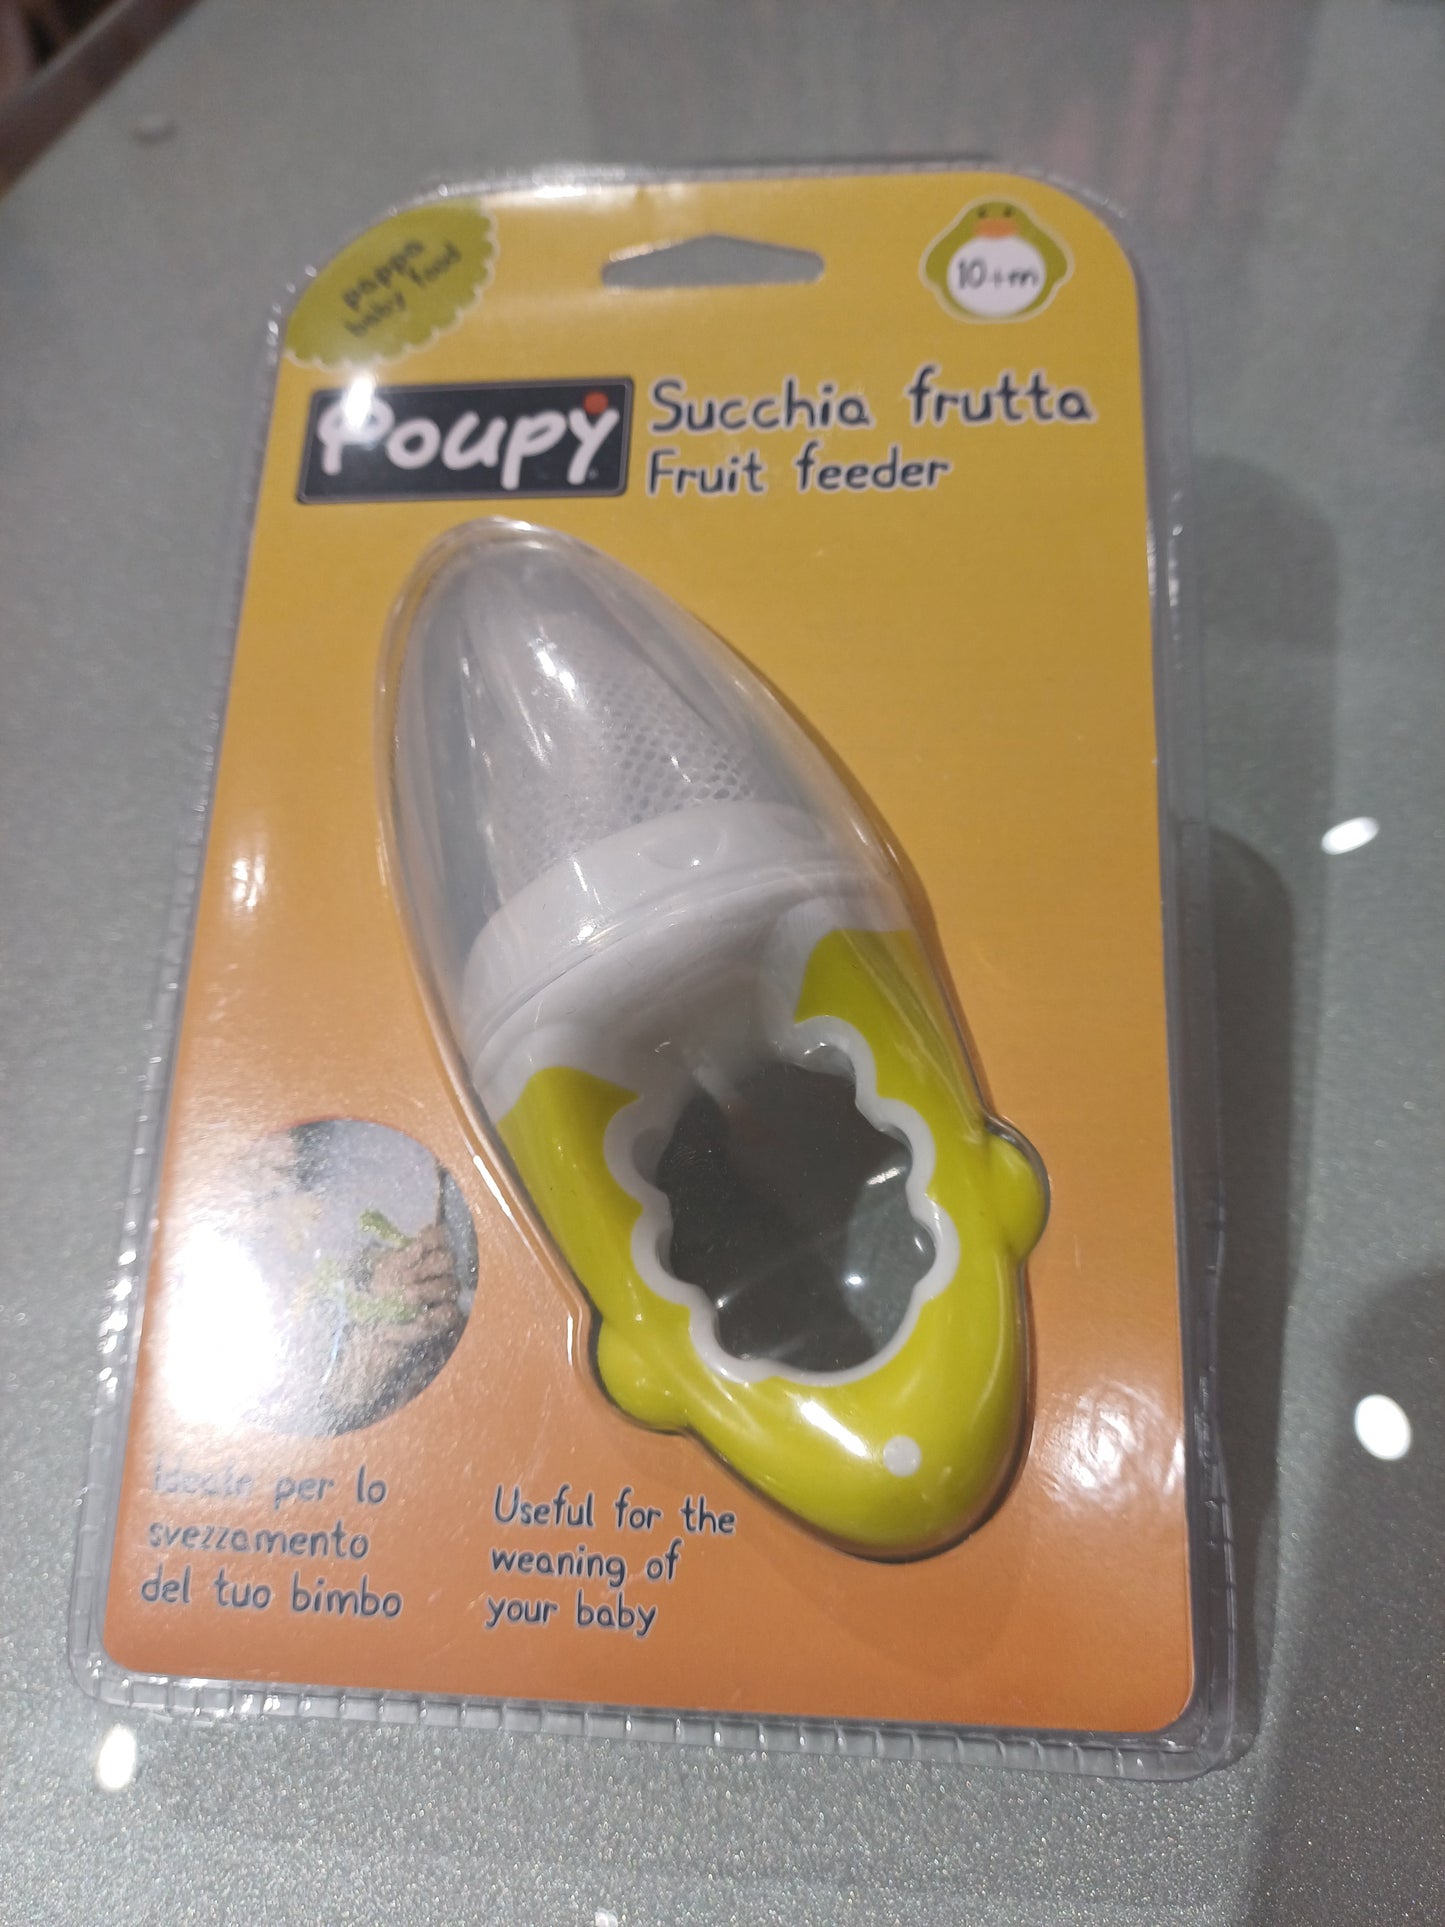 pappa
baby food
10+m
Poupy
Succhia frutta
Fruit feeder
ideale per lo
svezzamento
del tuo bimbo
Useful for the
weaning of
your baby